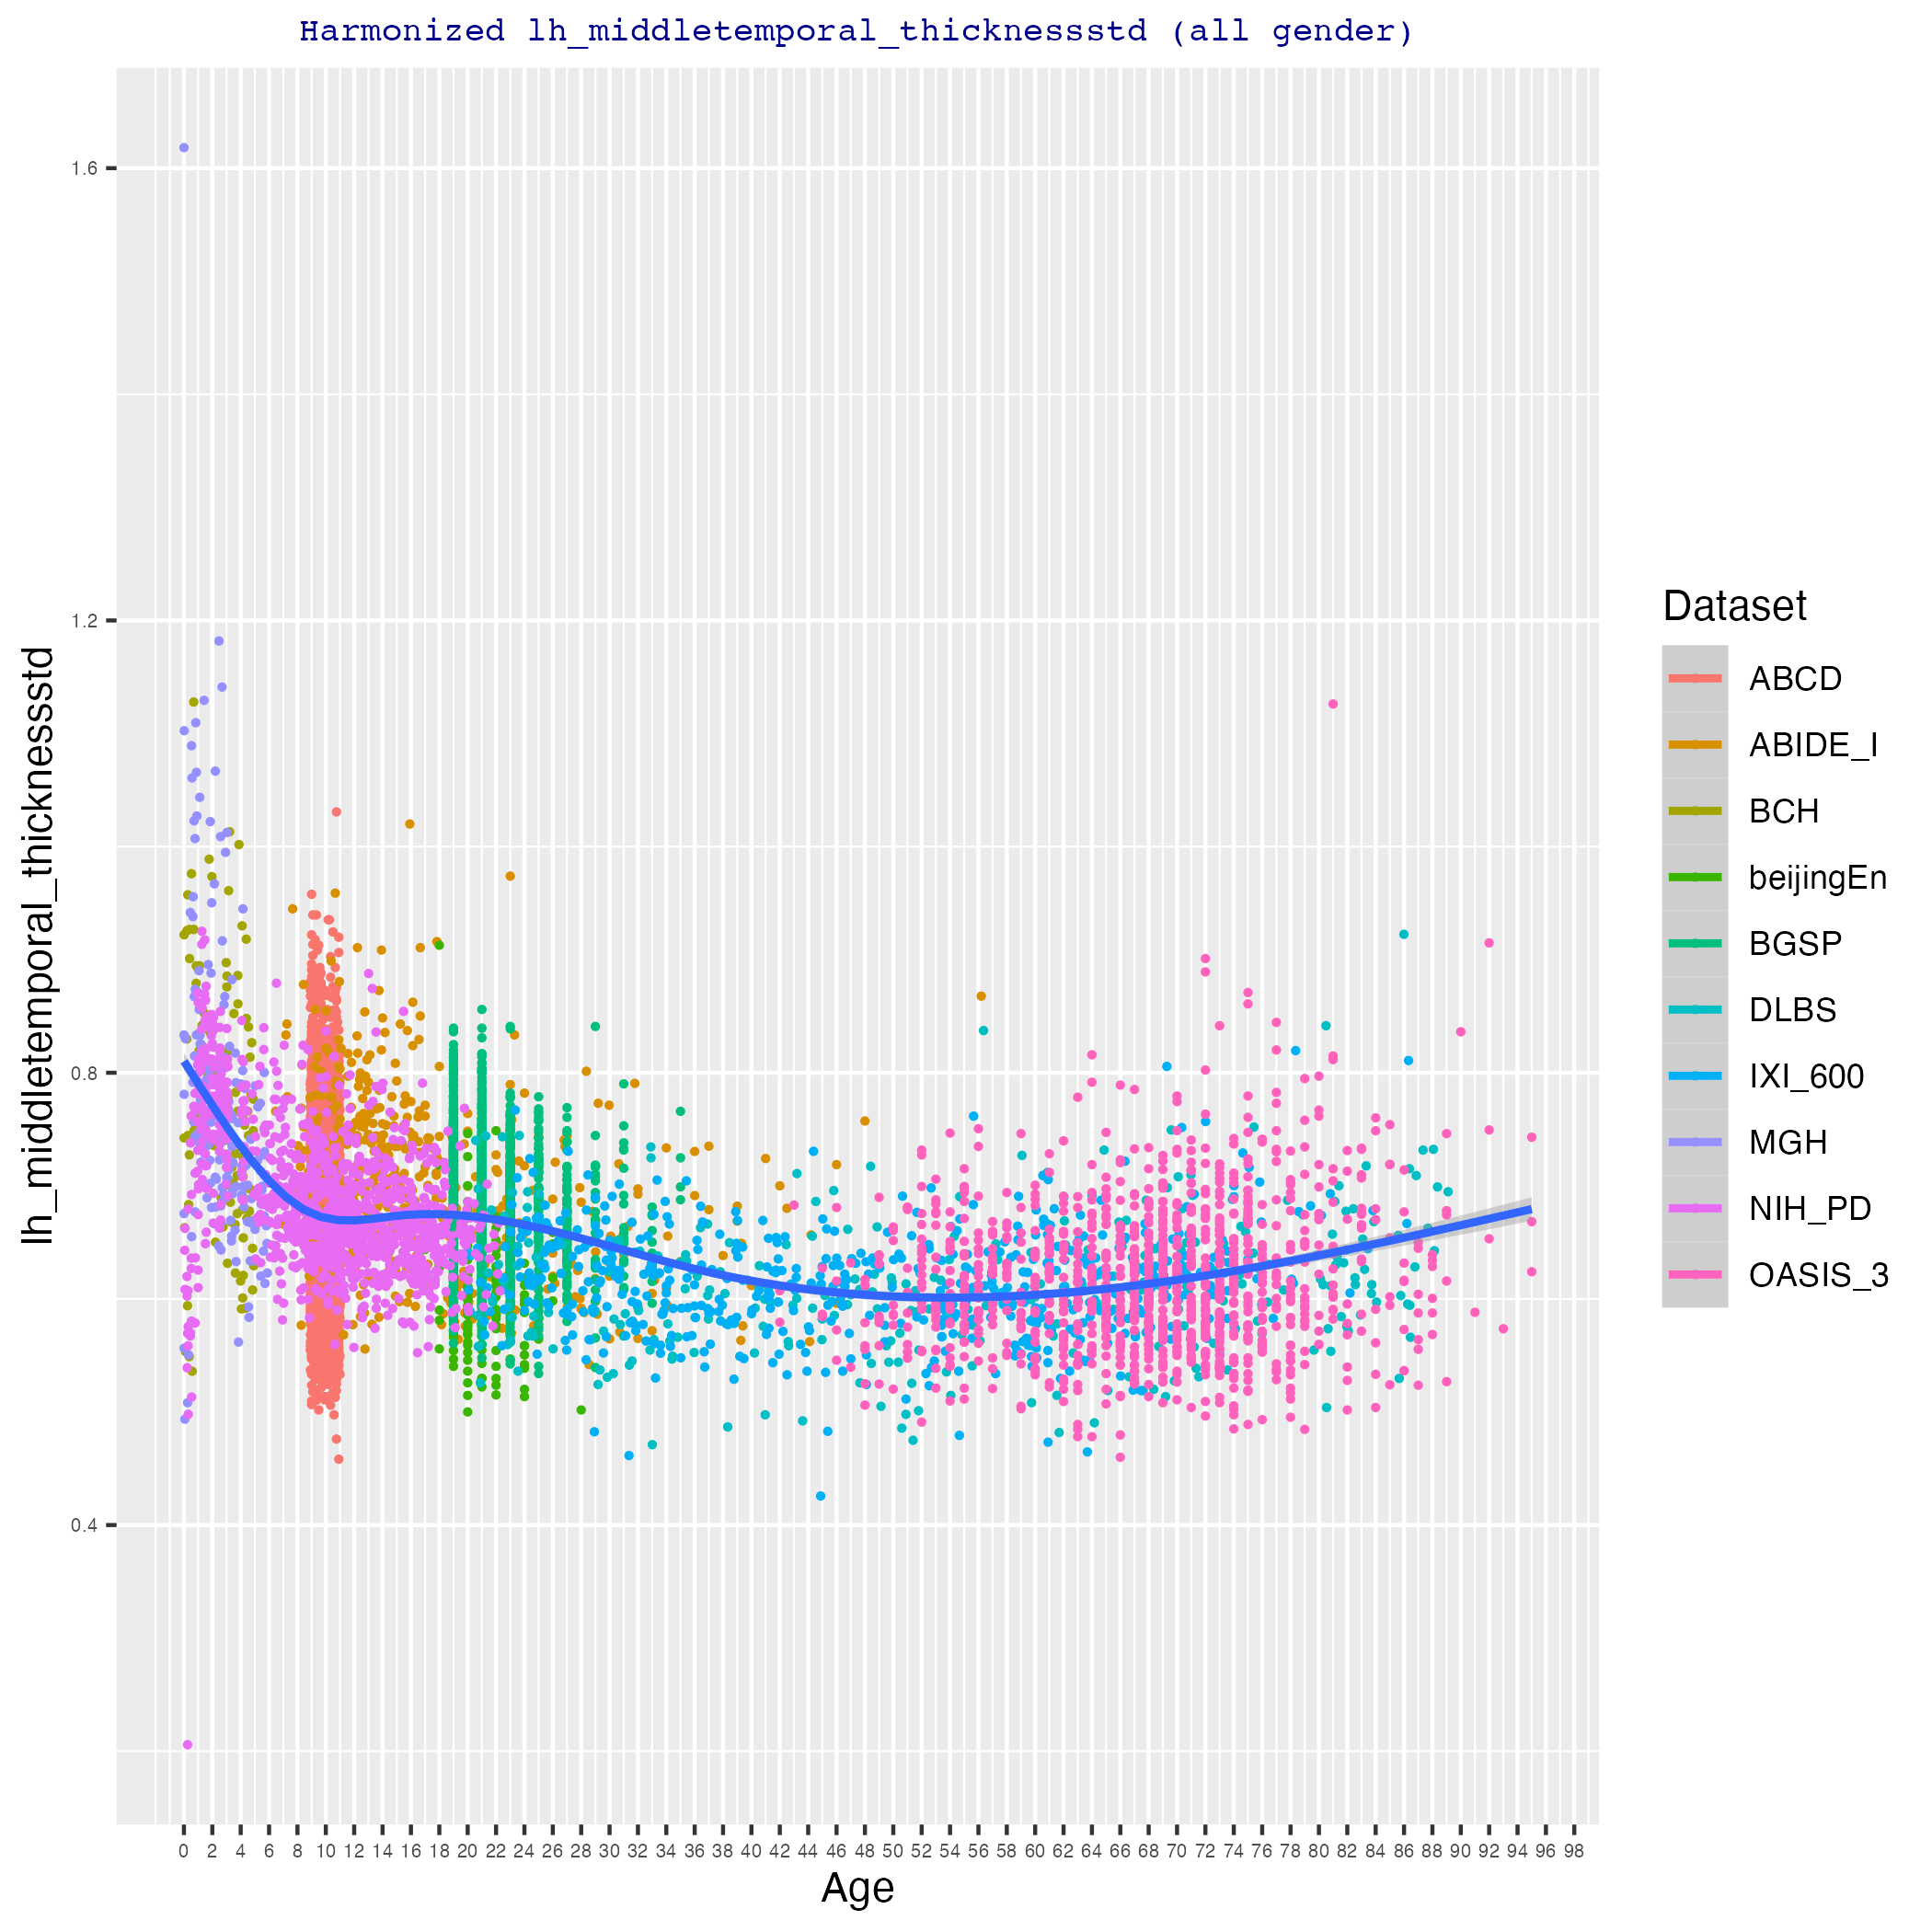 Harmonized lh_middletemporal_thicknessstd (all gender)
lh_middletemporal_thicknessstd
1.6
1.2
0.8
0.4
0 2 4 6 8 10 12 14 16 18 20 22 24 26 28 30 32 34 36 38 40 42 44 46 48 50 52 54 56 58 60 62 64 66 68 70 72 74 76 78 80 82 84 86 88 90 92 94 96 98
Age
Dataset
ABCD
ABIDE_I
BCH
beijingEn
BGSP
DLBS
IXI_600
MGH
NIH_PD
OASIS_3